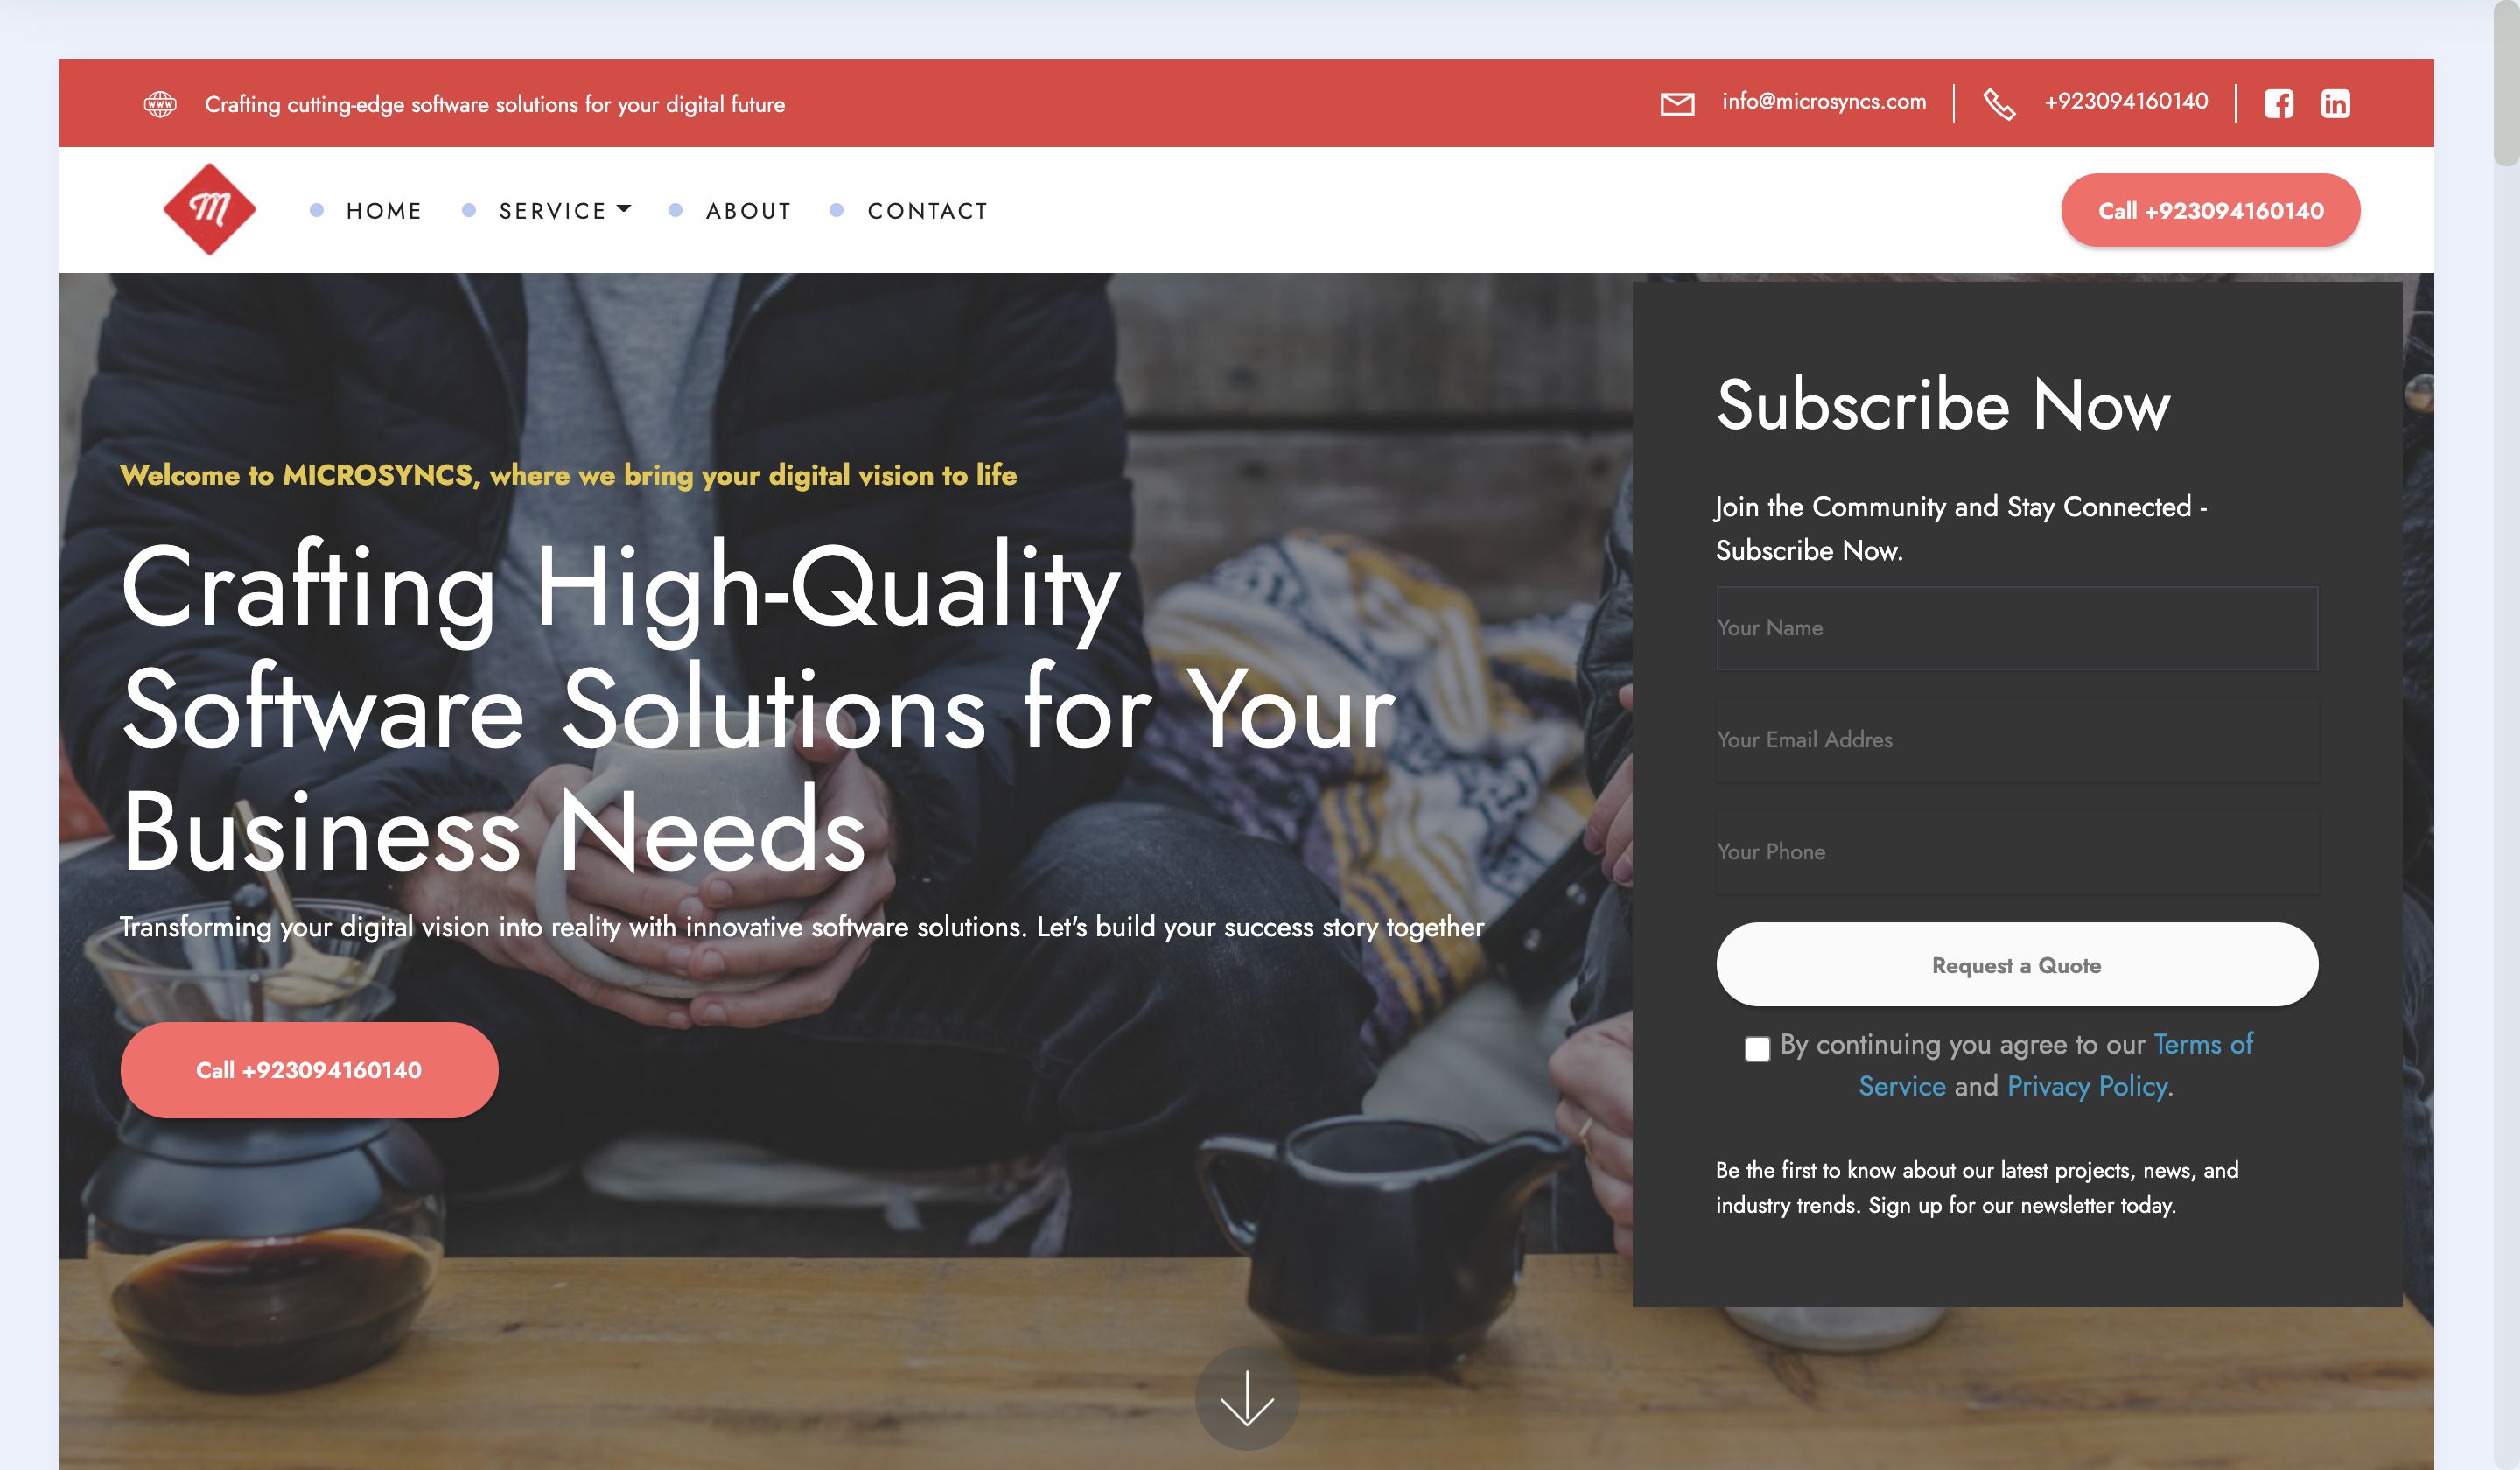 Crafting cutting-edge software solutions for your digital future
info@microsyncs.com
+923094160140
M
HOME
SERVICE
ABOUT
CONTACT
Call +923094160140
Welcome to MICROSYNCS, where we bring your digital vision to life
Crafting High-Quality
Software Solutions for Your
Business Needs
Transforming your digital vision into reality with innovative software solutions. Let's build your success story together
Call +923094160140
Subscribe Now
Join the Community and Stay Connected -
Subscribe Now.
Your Name
Your Email Addres
Your Phone
Request a Quote
By continuing you agree to our Terms of
Service and Privacy Policy.
Be the first to know about our latest projects, news, and
industry trends. Sign up for our newsletter today.